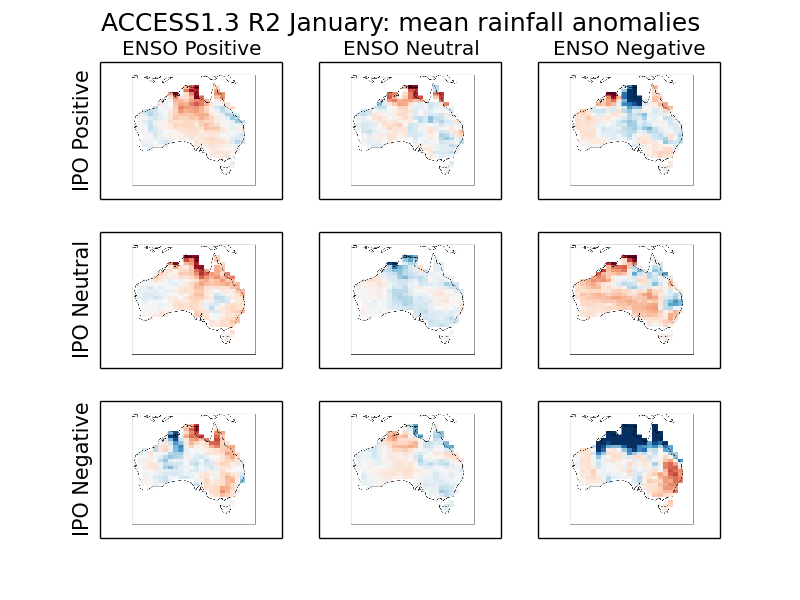 ACCESS1.3 R2 January: mean rainfall anomalies
ENSO Positive
ENSO Neutral
ENSO Negative
IPO Positive
IPO Neutral
IPO Negative